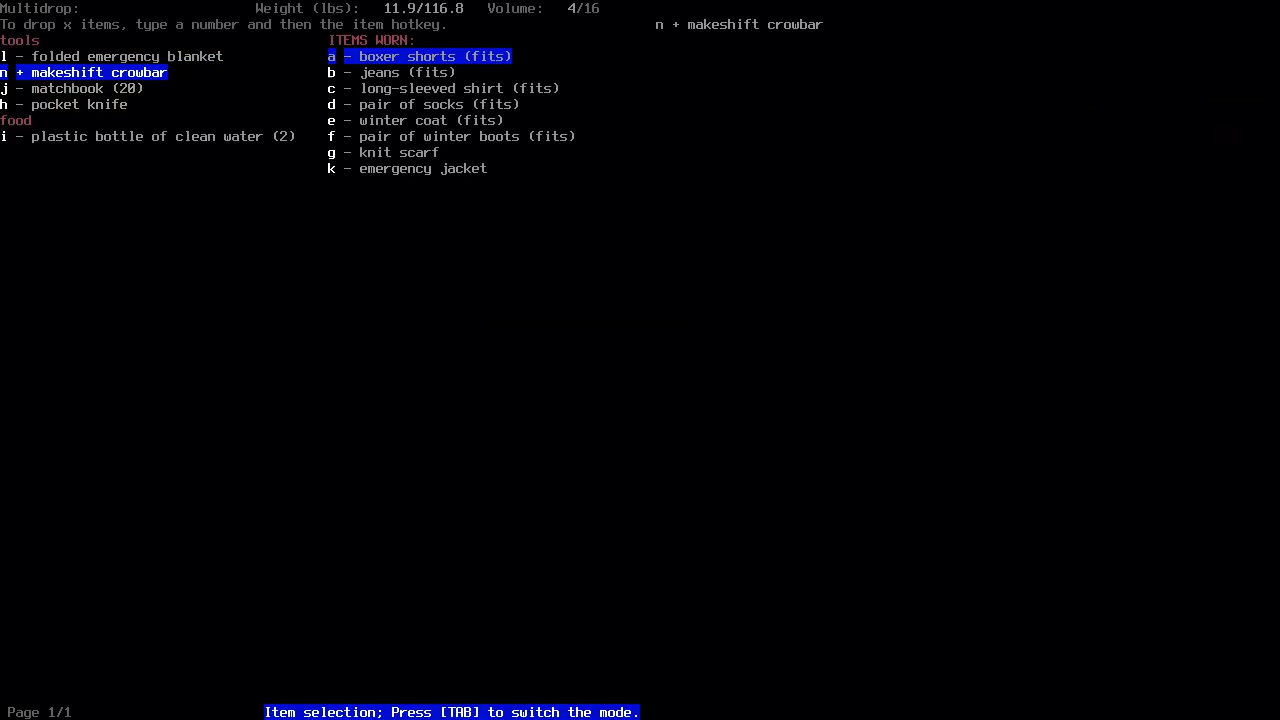 Multidrop: Weight (lbs): 11.9/116.8 Volume: 4/16
To drop x items, type a number and then the item hotkey. n + makeshift crowbar
tools
l - folded emergency blanket
n + makeshift crowbar
j - matchbook (20)
h - pocket knife
food
i - plastic bottle of clean water (2)
ITEMS WORN:
a - boxer shorts (fits)
b - jeans (fits)
c - long-sleeved shirt (fits)
d - pair of socks (fits)
e - winter coat (fits)
f - pair of winter boots (fits)
g - knit scarf
k - emergency jacket
Page 1/1 Item selection; Press [TAB] to switch the mode.